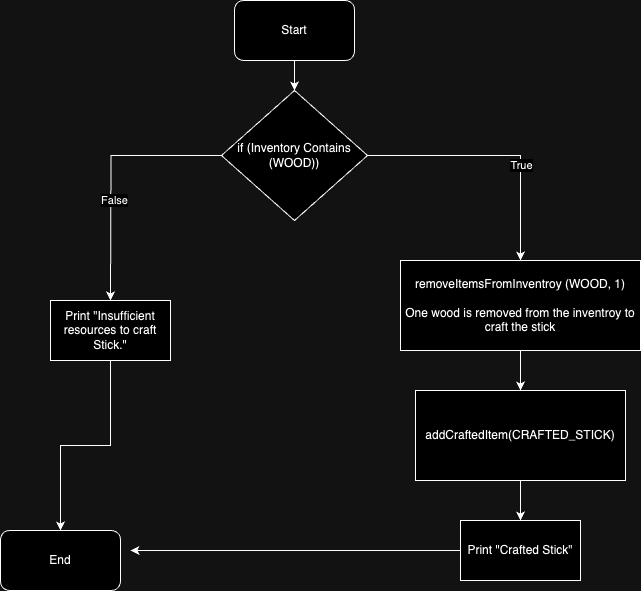 Start
if (Inventory Contains
(WOOD))
False
True
removeItemsFromInventroy (WOOD, 1)
One wood is removed from the inventroy to
craft the stick
Print "Insufficient
resources to craft
Stick."
addCraftedItem(CRAFTED_STICK)
Print "Crafted Stick"
End